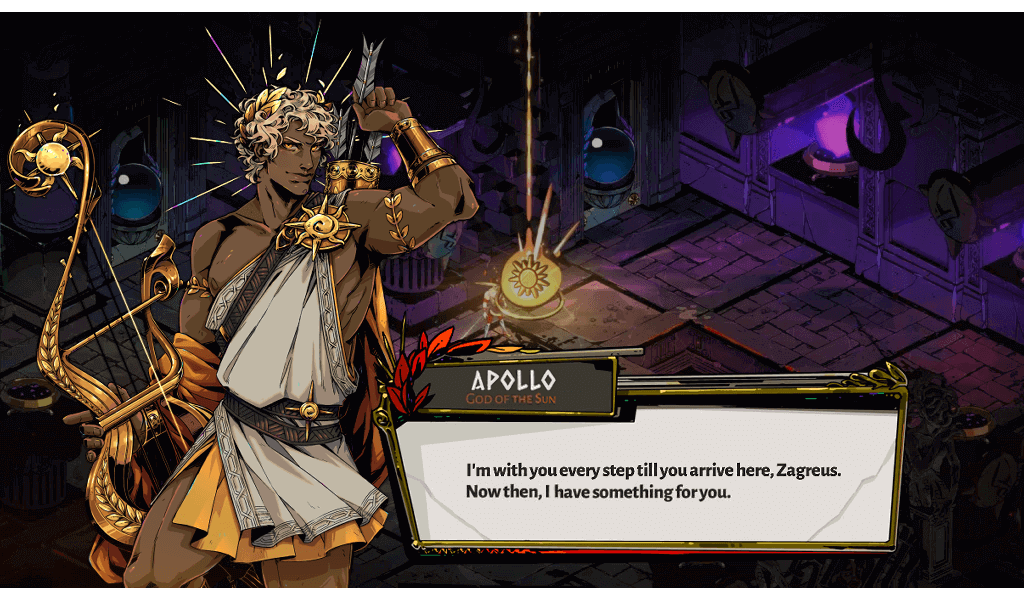 APOLLO
GOD OF THE SUN
I'm with you every step till you arrive here, Zagreus.
Now then, I have something for you.